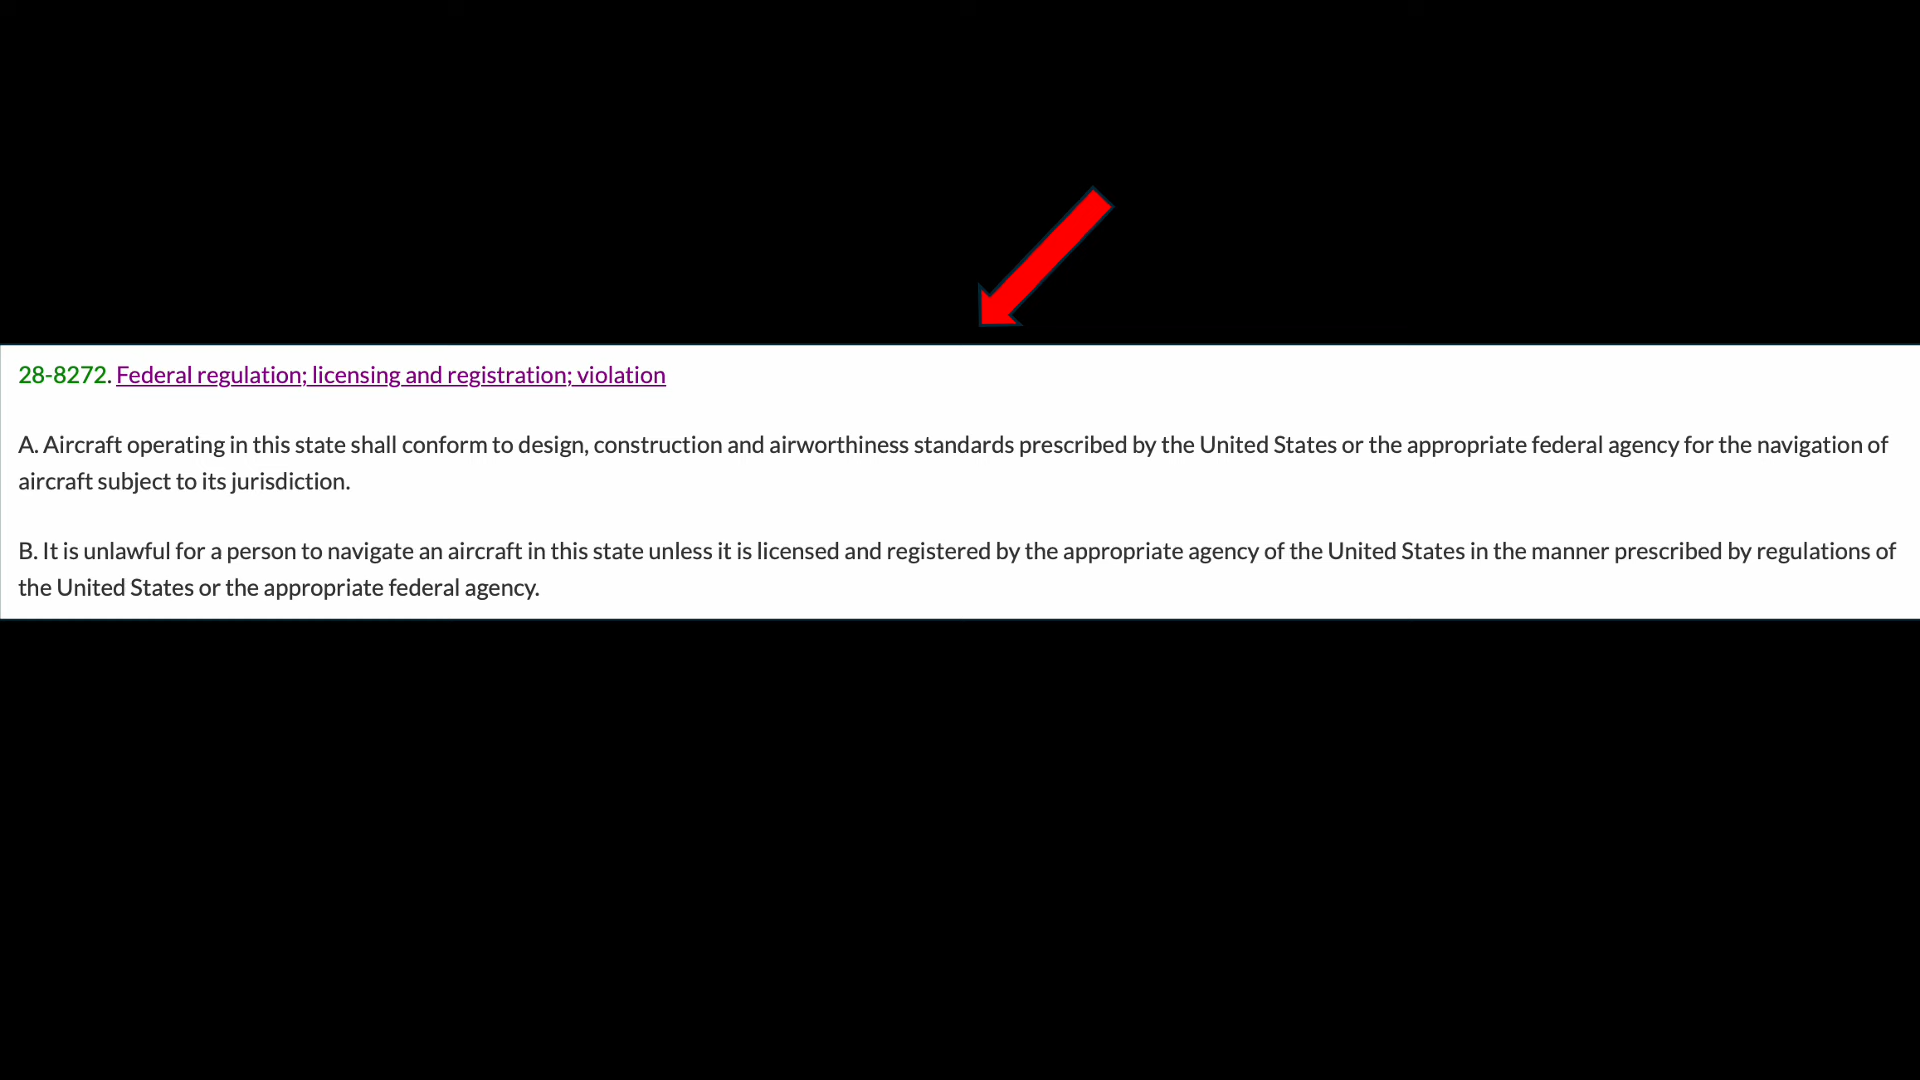 28-8272. Federal regulation; licensing and registration; violation
A. Aircraft operating in this state shall conform to design, construction and airworthiness standards prescribed by the United States or the appropriate federal agency for the navigation of
aircraft subject to its jurisdiction.
B. It is unlawful for a person to navigate an aircraft in this state unless it is licensed and registered by the appropriate agency of the United States in the manner prescribed by regulations of
the United States or the appropriate federal agency.